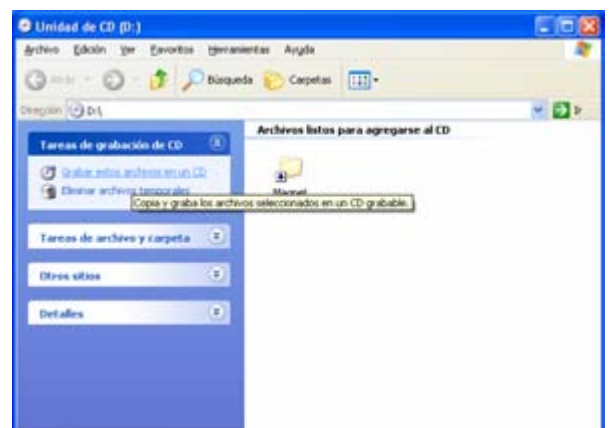 Unidad de CD (D:)
Archivo Edición Ver Favoritos Herramientas Ayuda
Atrás Búsqueda Carpetas
Dirección D:\
Archivos listos para agregarse al CD
Tareas de grabación de CD
Grabar estos archivos en un CD
Eliminar archivos temporales
Magnet
Copia y graba los archivos seleccionados en un CD grabable.
Tareas de archivo y carpeta
Otros sitios
Detalles